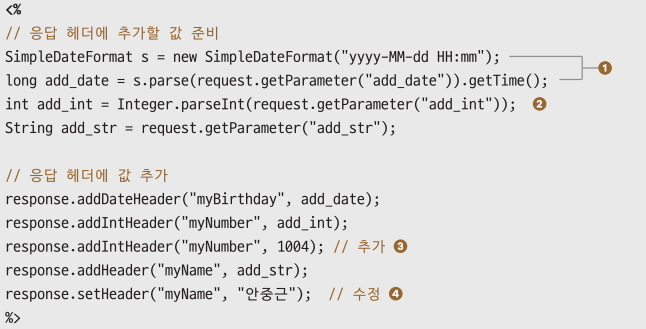 <%
// 응답 헤더에 추가할 값 준비
SimpleDateFormat s = new SimpleDateFormat("yyyy-MM-dd HH:mm");
long add_date = s.parse(request.getParameter("add_date")).getTime(); ❶
int add_int = Integer.parseInt(request.getParameter("add_int")); ❷
String add_str = request.getParameter("add_str");
// 응답 헤더에 값 추가
response.addDateHeader("myBirthday", add_date);
response.addIntHeader("myNumber", add_int);
response.addIntHeader("myNumber", 1004); // 추가 ❸
response.addHeader("myName", add_str);
response.setHeader("myName", "안중근"); // 수정 ❹
%>